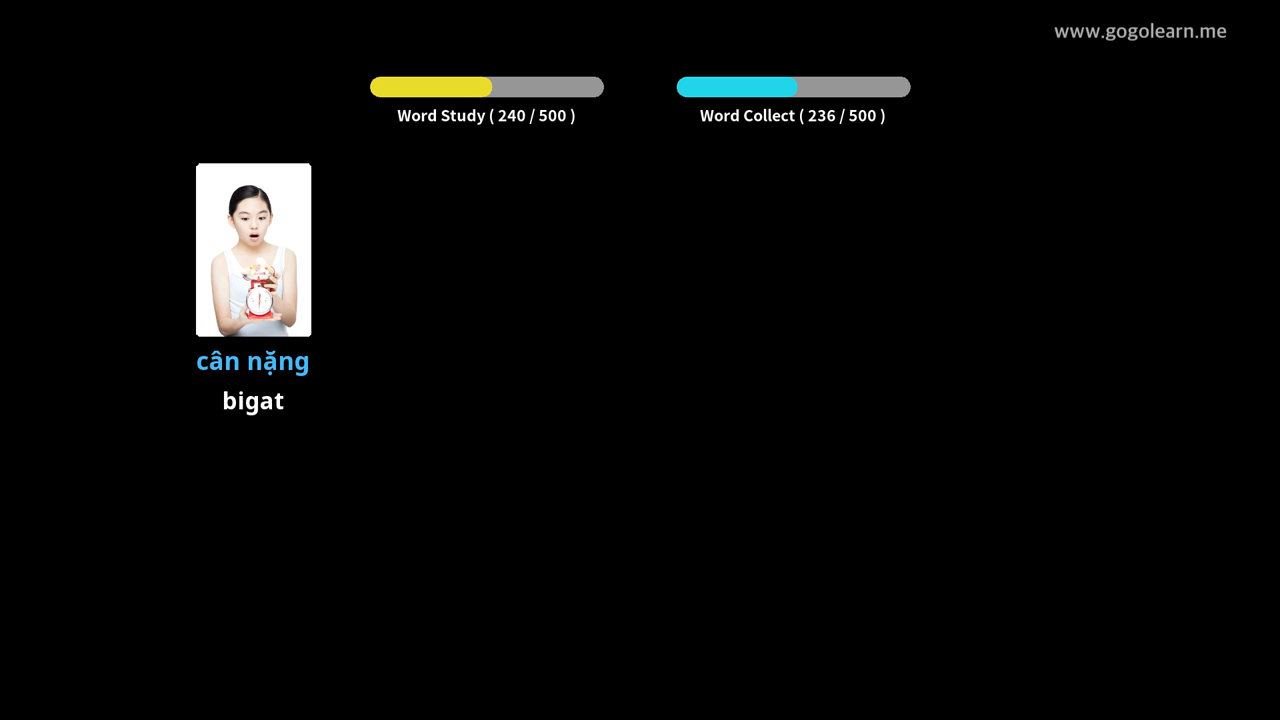 www.gogolearn.me
Word Study ( 240 / 500 )
Word Collect ( 236 / 500 )
cân nặng
bigat